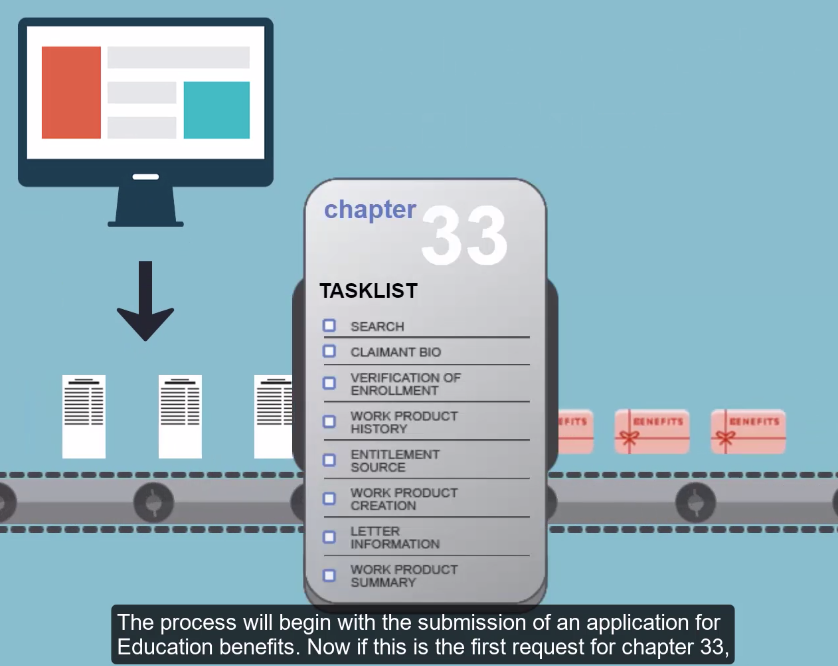 chapter 33
TASKLIST
SEARCH
CLAIMANT BIO
VERIFICATION OF
ENROLLMENT
WORK PRODUCT
HISTORY
ENTITLEMENT
SOURCE
WORK PRODUCT
CREATION
LETTER
INFORMATION
WORK PRODUCT
SUMMARY
EFITS
BENEFITS
BENEFITS
The process will begin with the submission of an application for
Education benefits. Now if this is the first request for chapter 33,